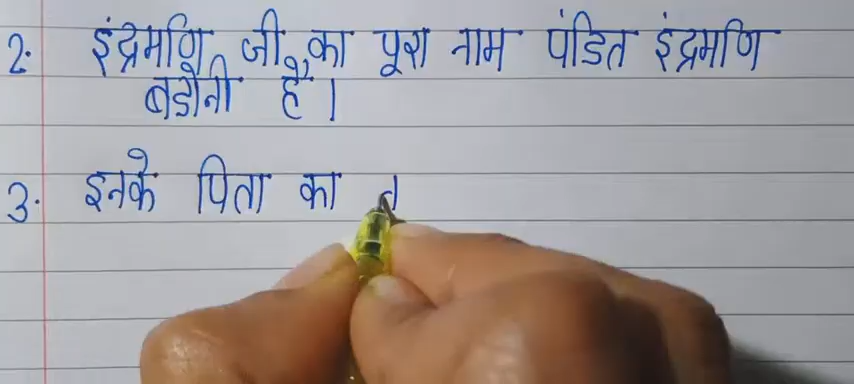 2. इंद्रमणि जी का पूरा नाम पंडित इंद्रमणि
बडोनी है।
3. इनके पिता का